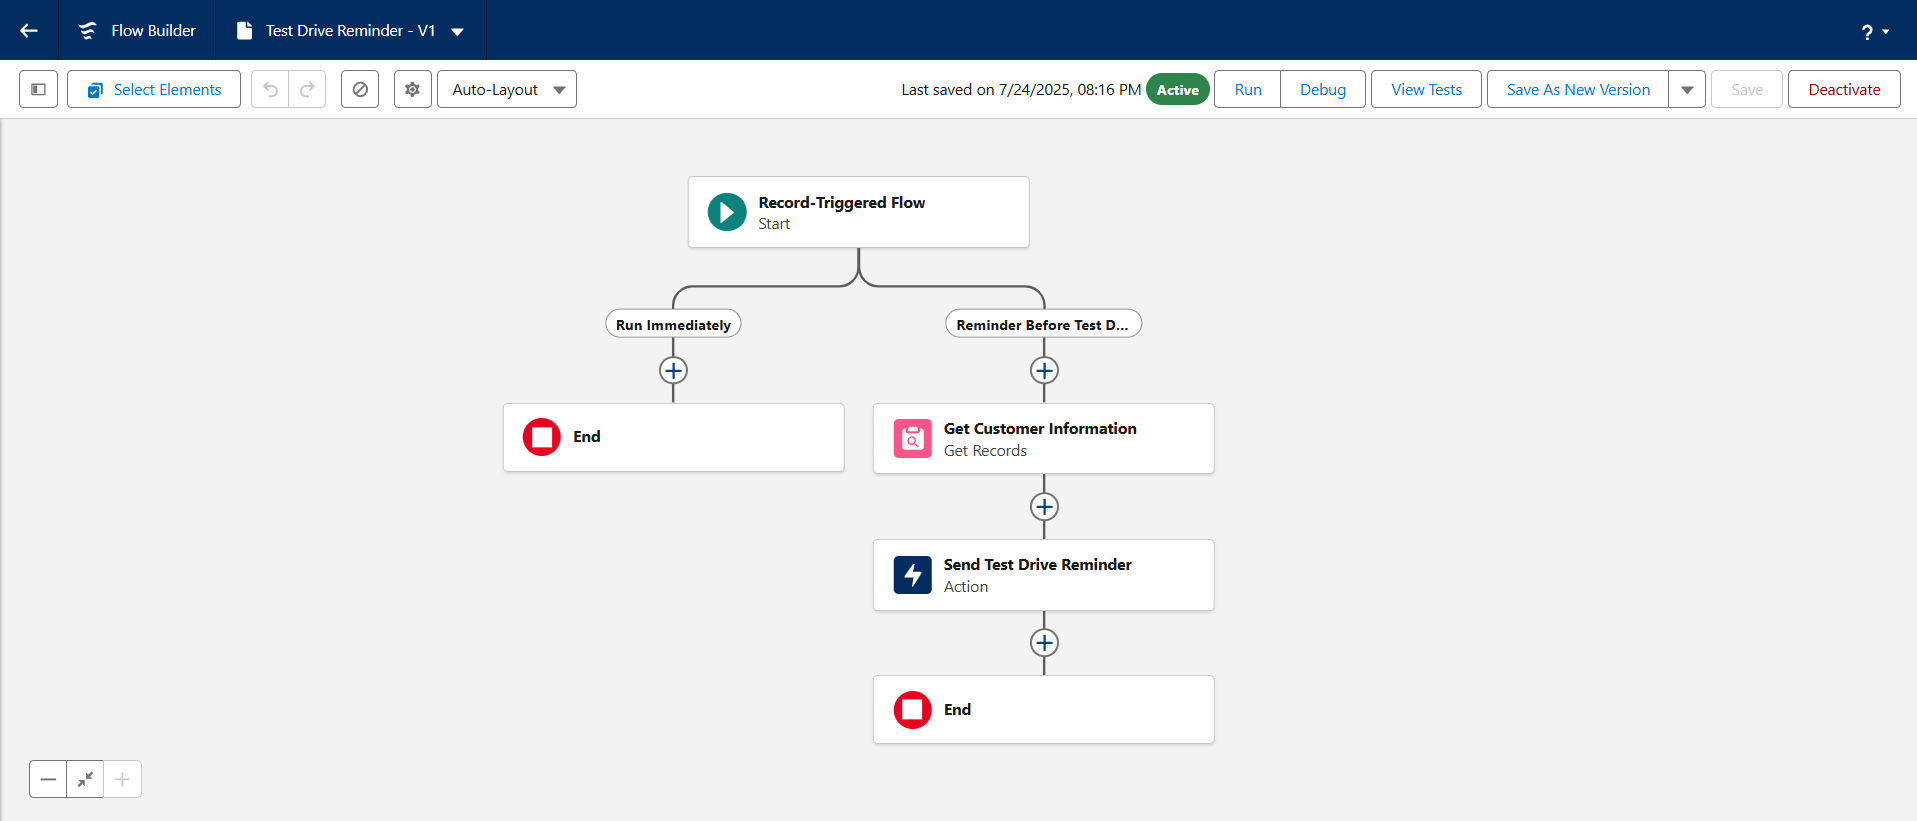 Flow Builder
Test Drive Reminder - V1
?
Select Elements
Auto-Layout
Last saved on 7/24/2025, 08:16 PM
Active
Run
Debug
View Tests
Save As New Version
Save
Deactivate
Record-Triggered Flow
Start
Run Immediately
Reminder Before Test D...
End
Get Customer Information
Get Records
Send Test Drive Reminder
Action
End